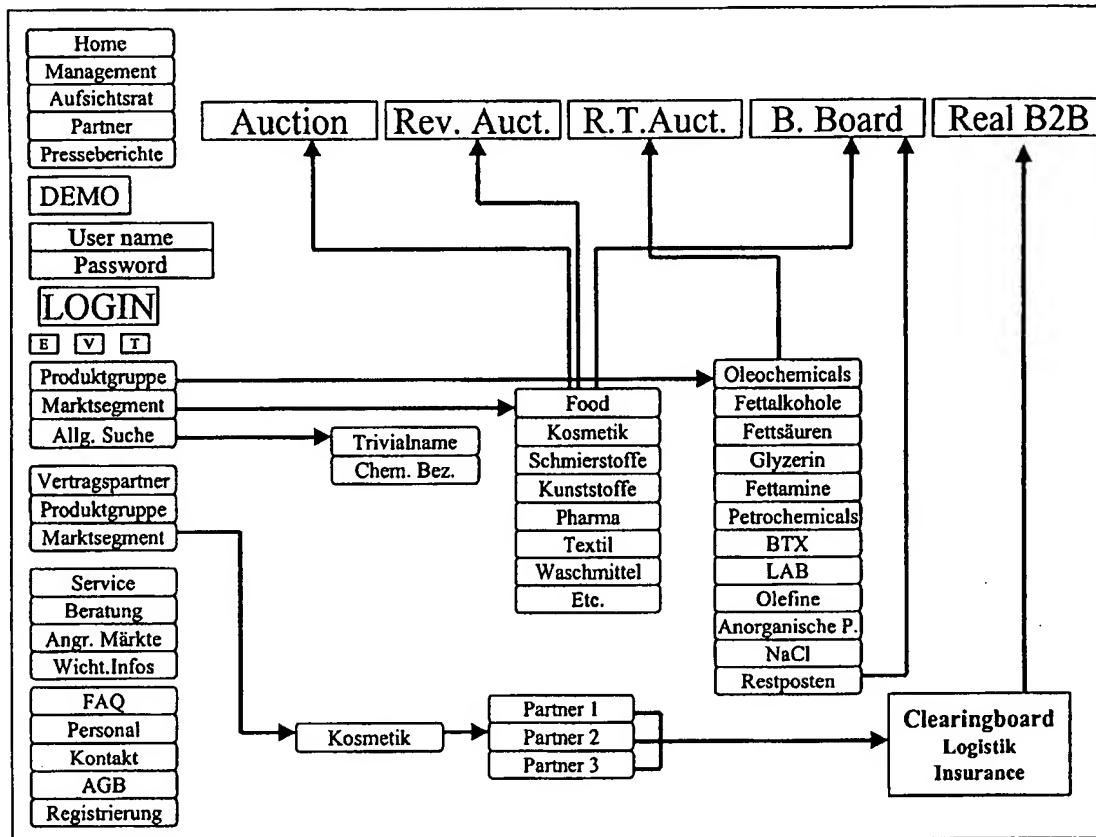 Home
Management
Aufsichtsrat
Partner
Presseberichte
Auction
Rev. Auct.
R.T.Auct.
B. Board
Real B2B
DEMO
User name
Password
LOGIN
E V T
Produktgruppe
Marktsegment
Allg. Suche
Trivialname
Chem. Bez.
Food
Kosmetik
Schmierstoffe
Kunststoffe
Pharma
Textil
Waschmittel
Etc.
Oleochemicals
Fettalkohole
Fettsäuren
Glyzerin
Fettamine
Petrochemicals
BTX
LAB
Olefine
Anorganische P.
NaCl
Restposten
Vertragspartner
Produktgruppe
Marktsegment
Service
Beratung
Angr. Märkte
Wicht.Infos
FAQ
Personal
Kontakt
AGB
Registrierung
Kosmetik
Partner 1
Partner 2
Partner 3
Clearingboard
Logistik
Insurance